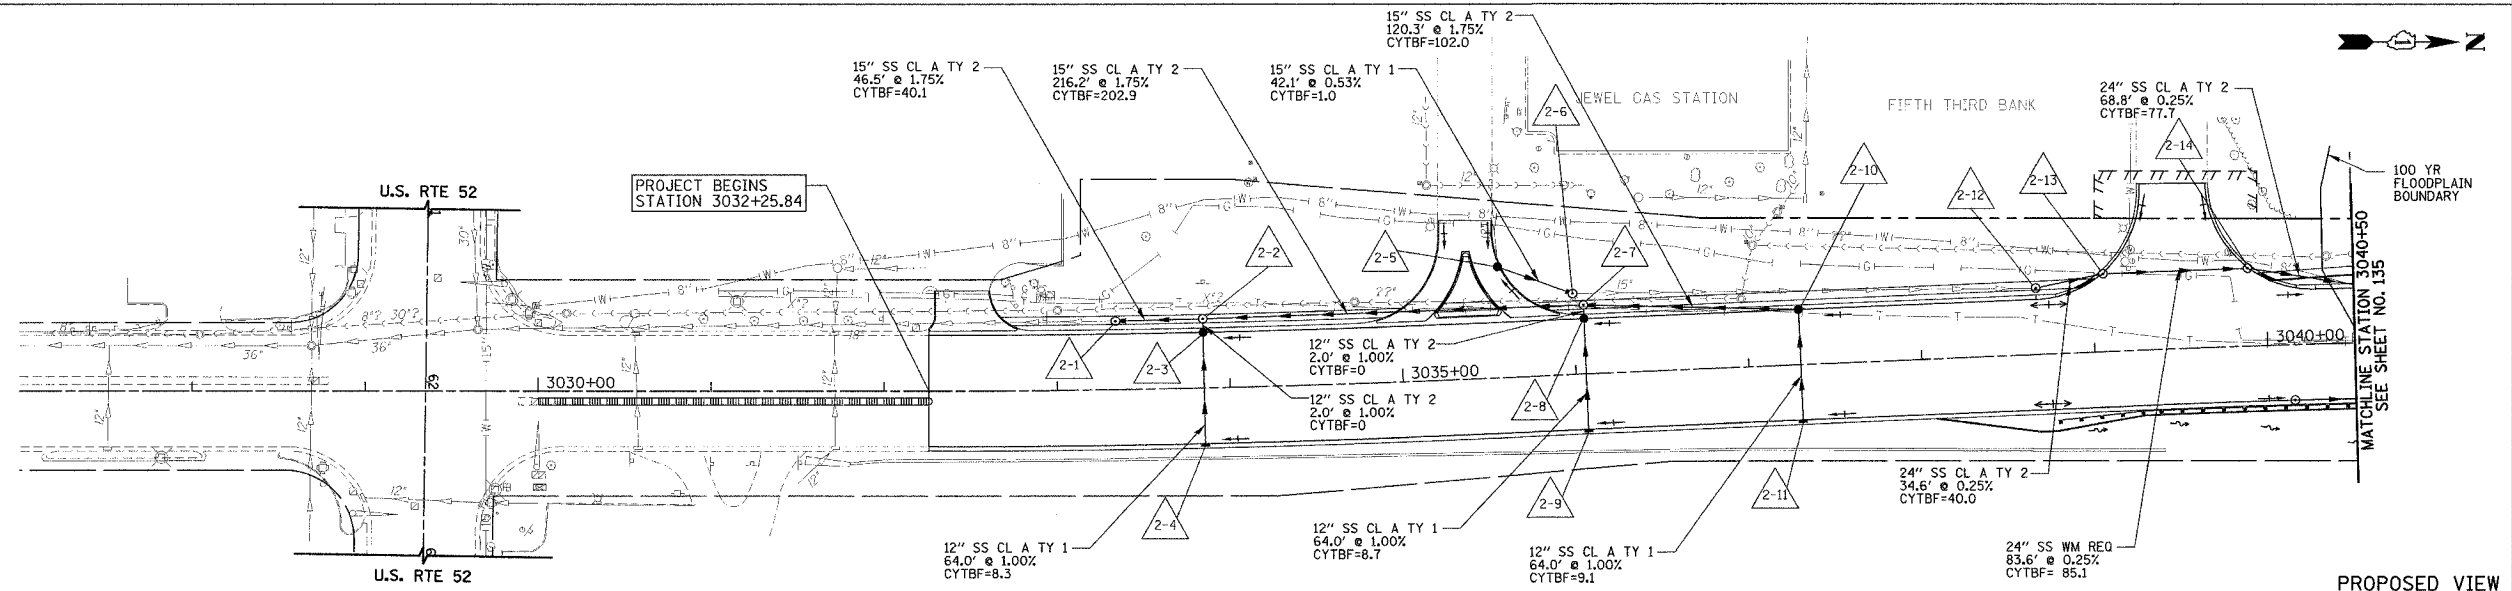 15" SS CL A TY 2
120.3' @ 1.75%
CYTBF=102.0
15" SS CL A TY 2
46.5' @ 1.75%
CYTBF=40.1
15" SS CL A TY 2
216.2' @ 1.75%
CYTBF=202.9
15" SS CL A TY 1
42.1' @ 0.53%
CYTBF=1.0
N
2-6
JEWEL GAS STATION
FIFTH THIRD BANK
24" SS CL A TY 2
68.8' @ 0.25%
CYTBF=77.7
2-14
2-10
2-12
2-13
100 YR
FLOODPLAIN
BOUNDARY
U.S. RTE 52
PROJECT BEGINS
STATION 3032+25.84
2-2
2-5
2-7
12"
30"
8"
W
G
12"
22"
15"
MATCHLINE STATION 3040+50
SEE SHEET NO. 135
36"
36"
18"
2-1
2-3
12" SS CL A TY 2
2.0' @ 1.00%
CYTBF=0
3040+00
62
3030+00
3035+00
12" SS CL A TY 2
2.0' @ 1.00%
CYTBF=0
2-8
2-4
2-9
2-11
24" SS CL A TY 2
34.6' @ 0.25%
CYTBF=40.0
12" SS CL A TY 1
64.0' @ 1.00%
CYTBF=8.3
12" SS CL A TY 1
64.0' @ 1.00%
CYTBF=8.7
12" SS CL A TY 1
64.0' @ 1.00%
CYTBF=9.1
24" SS WM REQ
83.6' @ 0.25%
CYTBF= 85.1
U.S. RTE 52
PROPOSED VIEW